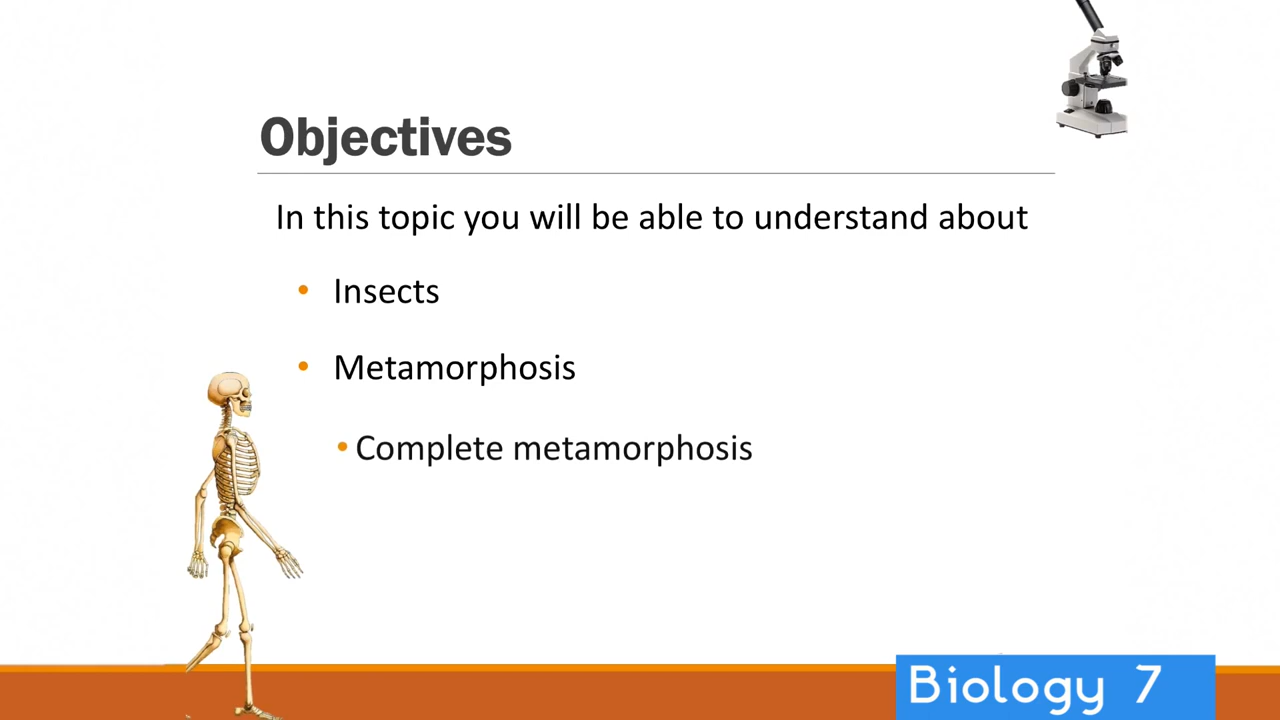 Objectives
In this topic you will be able to understand about
• Insects
• Metamorphosis
• Complete metamorphosis
Biology 7